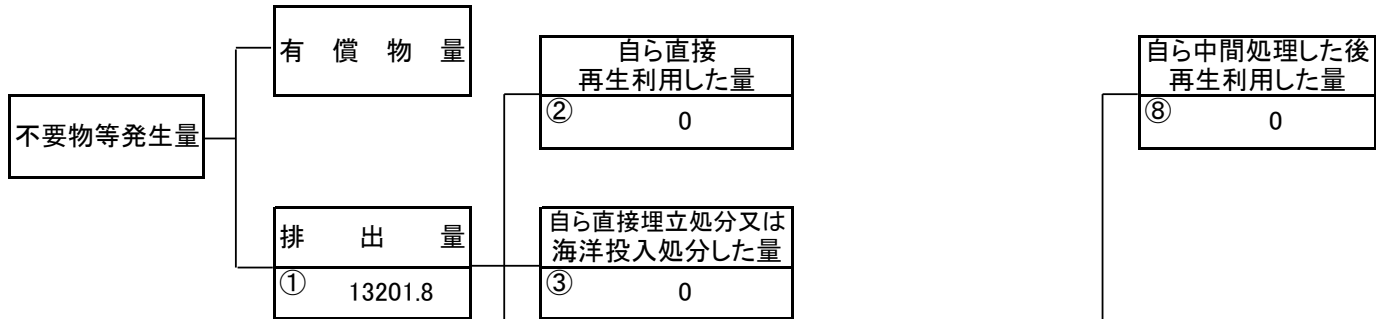 有償物量
自ら直接
再生利用した量
② 0
自ら中間処理した後
再生利用した量
⑧ 0
不要物等発生量
排出量
① 13201.8
自ら直接埋立処分又は
海洋投入処分した量
③ 0